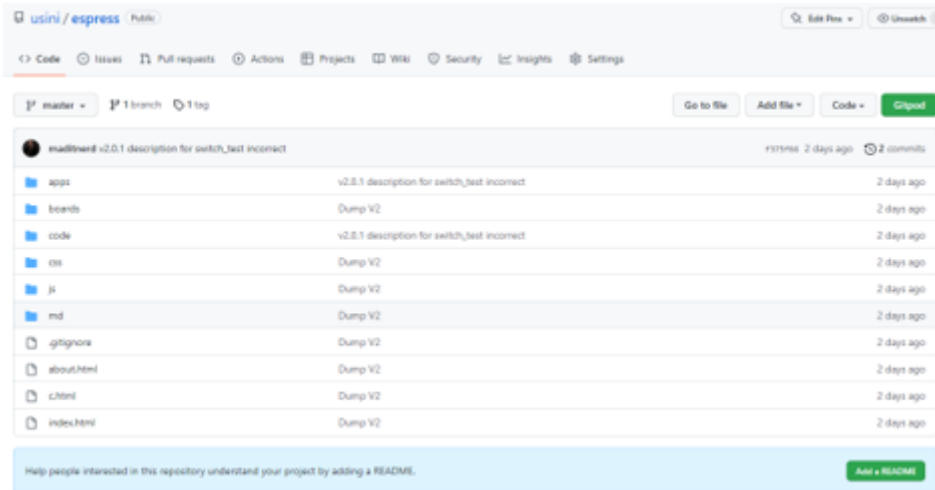 usini / espress Public
Edit Pins Unwatch
Code Issues Pull requests Actions Projects Wiki Security Insights Settings
master 1 branch 1 tag Go to file Add file Code Gitpod
maditnerd v2.0.1 description for switch_test incorrect 2 days ago 2 commits
apps v2.0.1 description for switch_test incorrect 2 days ago
boards Dump V2 2 days ago
code v2.0.1 description for switch_test incorrect 2 days ago
css Dump V2 2 days ago
js Dump V2 2 days ago
md Dump V2 2 days ago
.gitignore Dump V2 2 days ago
about.html Dump V2 2 days ago
c.html Dump V2 2 days ago
index.html Dump V2 2 days ago
Help people interested in this repository understand your project by adding a README. Add a README